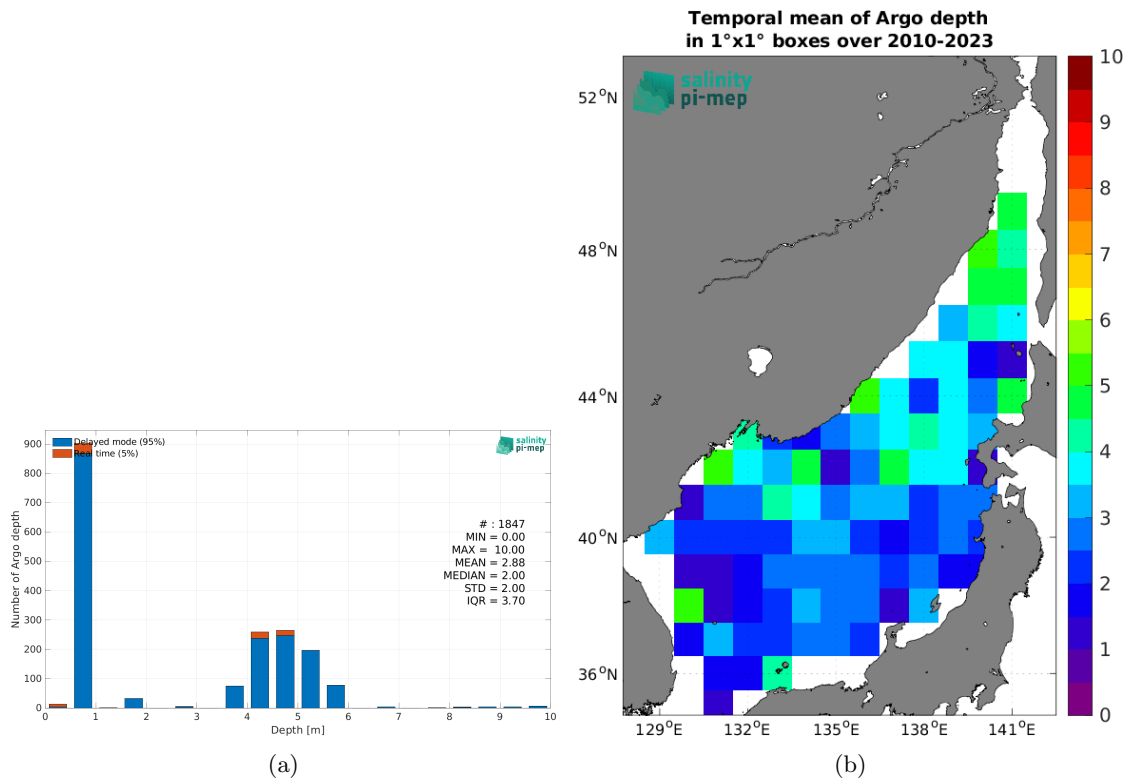 Temporal mean of Argo depth
in 1°x1° boxes over 2010-2023
salinity
pi-mep
52°N
48°N
44°N
40°N
36°N
129°E 132°E 135°E 138°E 141°E
10
9
8
7
6
5
4
3
2
1
0
Number of Argo depth
900
800
700
600
500
400
300
200
100
0
Delayed mode (95%)
Real time (5%)
salinity
pi-mep
# : 1847
MIN = 0.00
MAX = 10.00
MEAN = 2.88
MEDIAN = 2.00
STD = 2.00
IQR = 3.70
0 1 2 3 4 5 6 7 8 9 10
Depth [m]
(a)
(b)